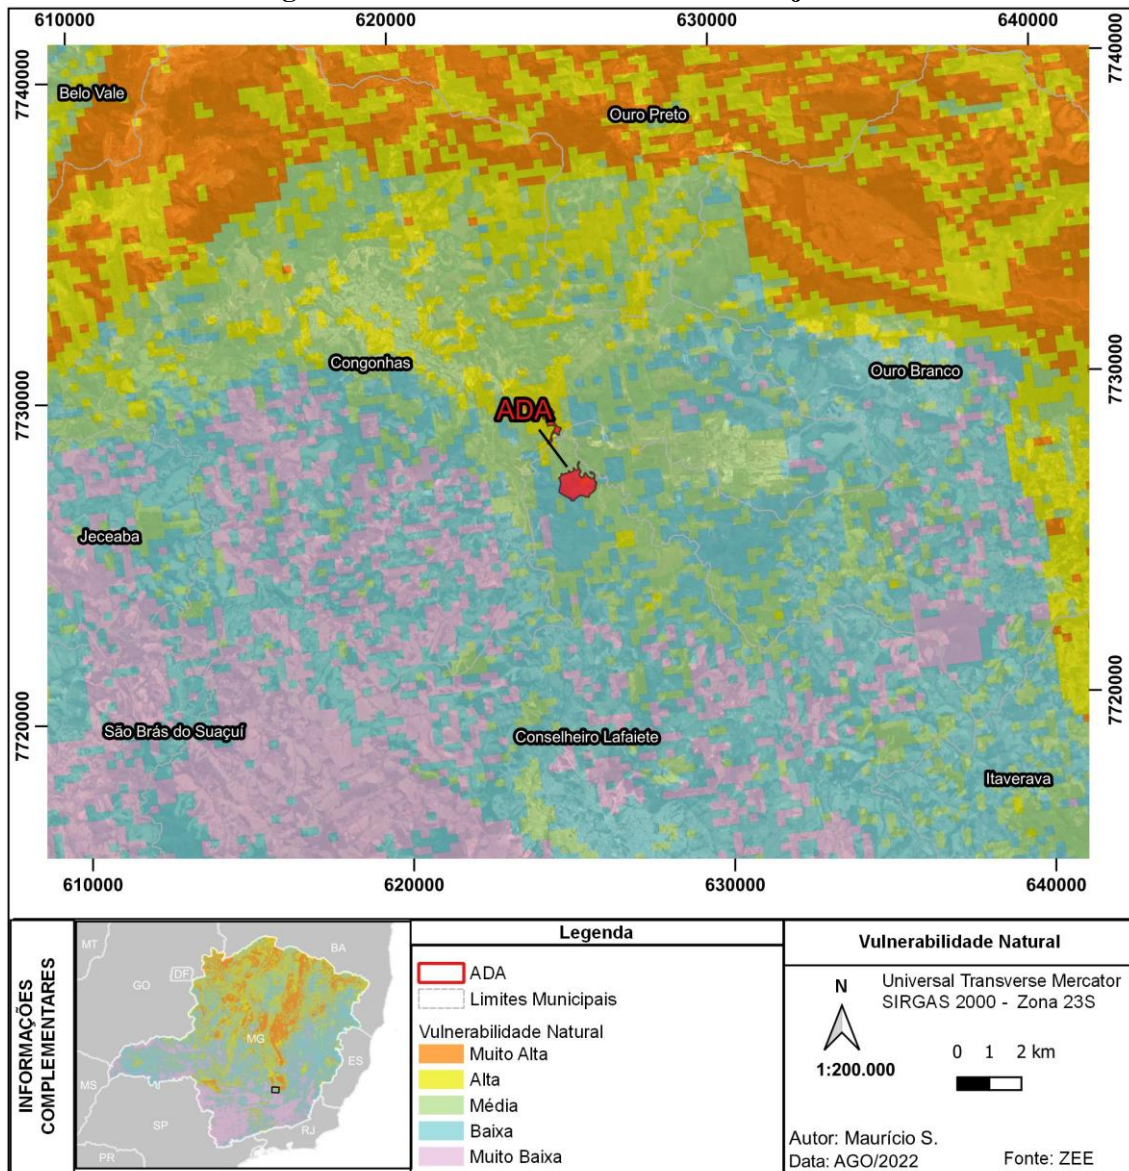 610000 620000 630000 640000
7740000 7740000
Belo Vale
Ouro Preto
Congonhas
Ouro Branco
7730000 7730000
ADA
Jeceaba
7720000 7720000
São Brás do Suaçuí
Conselheiro Lafaiete
Itaverava
610000 620000 630000 640000
INFORMAÇÕES
COMPLEMENTARES
MT
BA
GO
DF
MG
ES
MS
SP
RJ
PR
Legenda
ADA
Limites Municipais
Vulnerabilidade Natural
Muito Alta
Alta
Média
Baixa
Muito Baixa
Vulnerabilidade Natural
N
Universal Transverse Mercator
SIRGAS 2000 - Zona 23S
1:200.000
0 1 2 km
Autor: Maurício S.
Data: AGO/2022
Fonte: ZEE